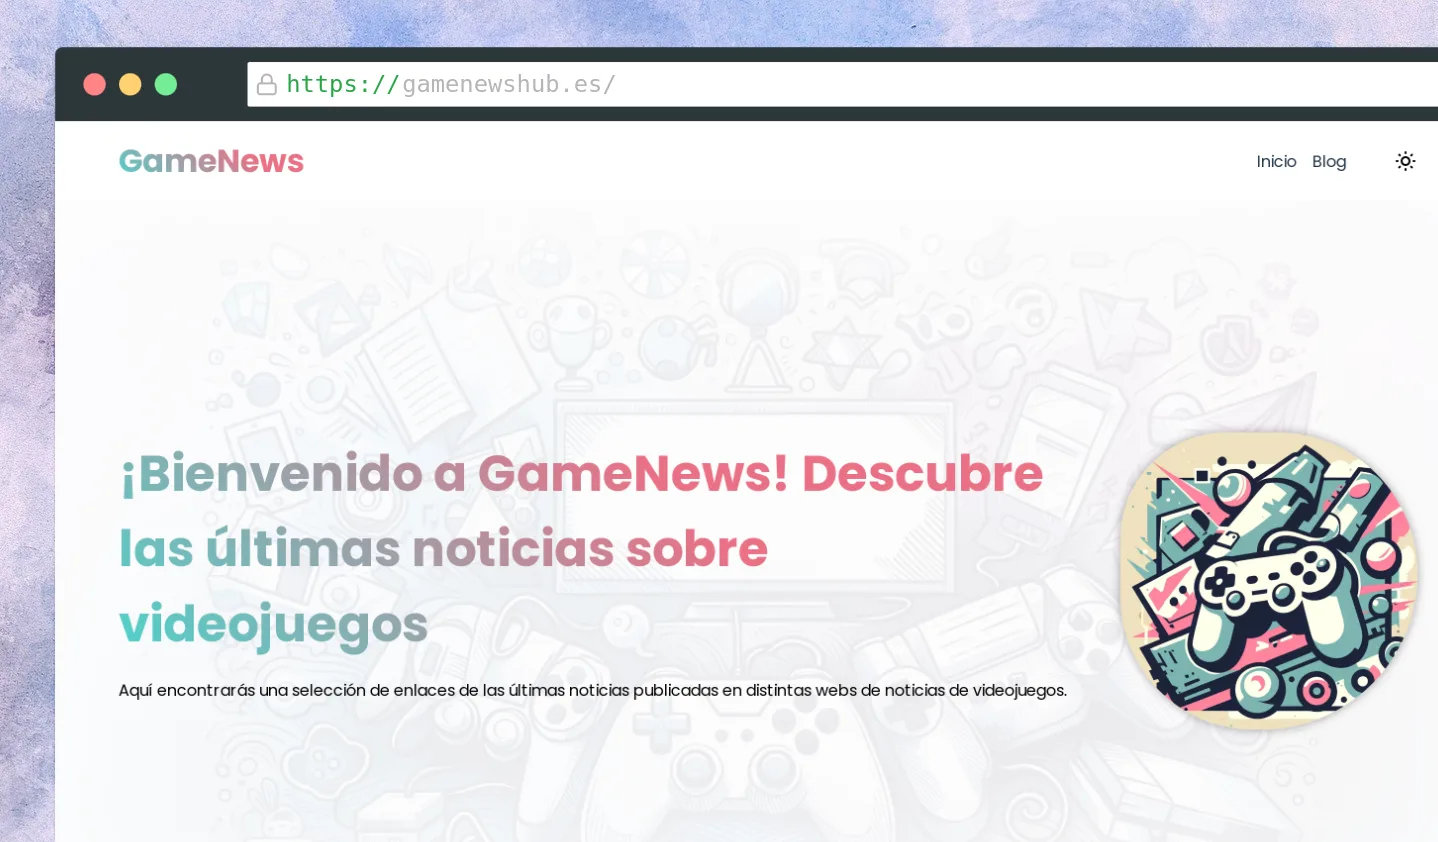 https://gamenewshub.es/
GameNews
Inicio Blog
¡Bienvenido a GameNews! Descubre
las últimas noticias sobre
videojuegos
Aquí encontrarás una selección de enlaces de las últimas noticias publicadas en distintas webs de noticias de videojuegos.